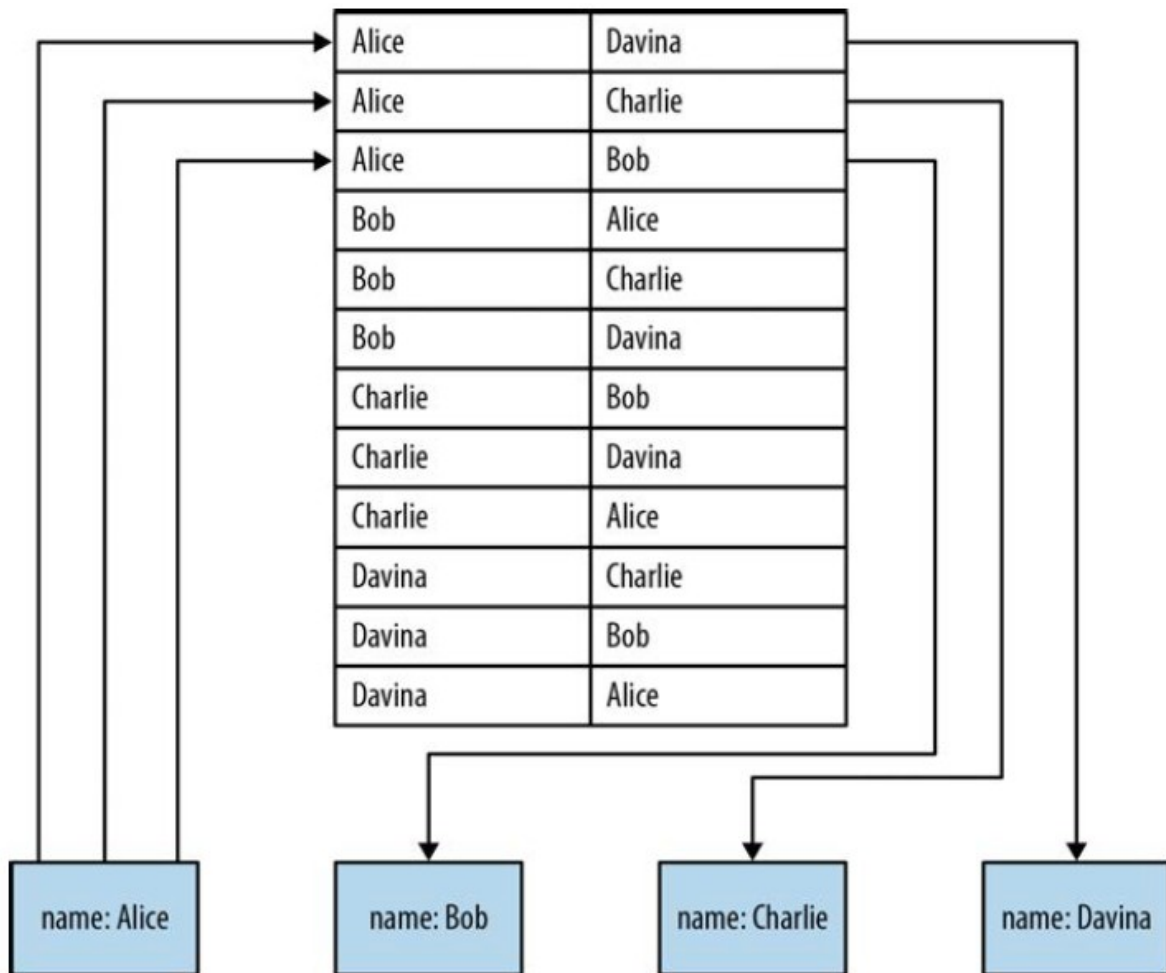 Alice Davina
Alice Charlie
Alice Bob
Bob Alice
Bob Charlie
Bob Davina
Charlie Bob
Charlie Davina
Charlie Alice
Davina Charlie
Davina Bob
Davina Alice
name: Alice name: Bob name: Charlie name: Davina